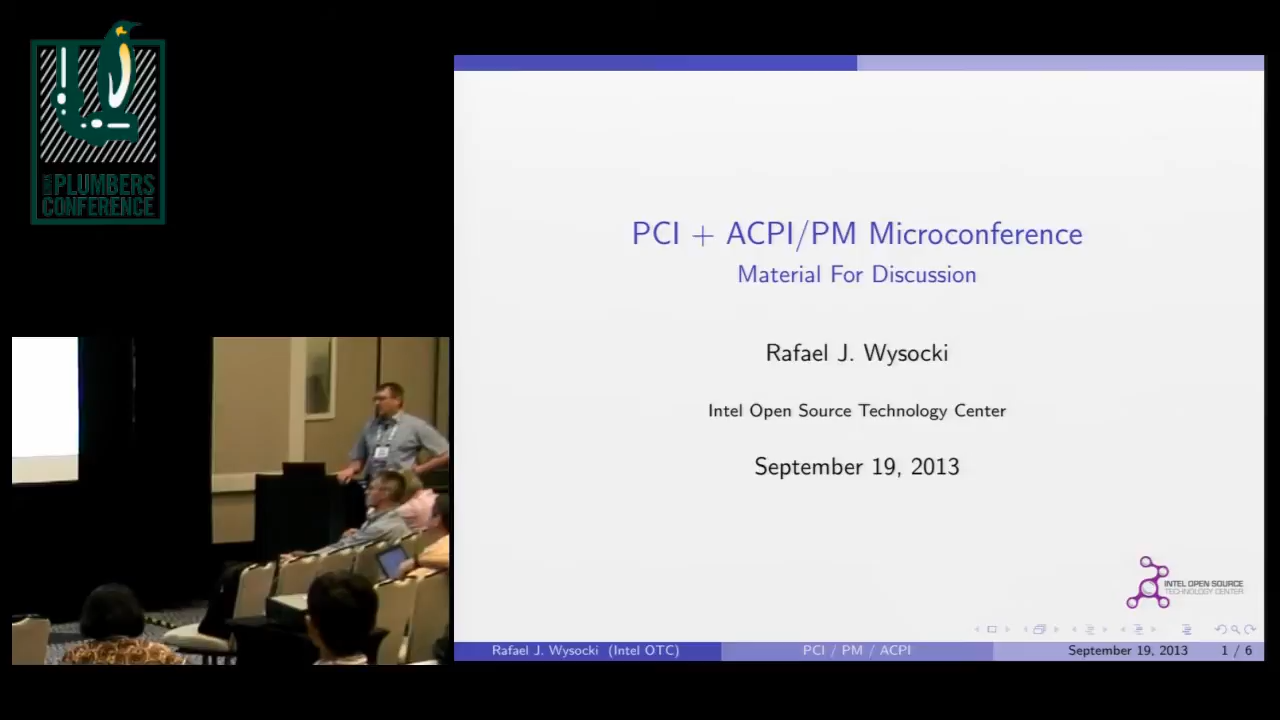 LINUX PLUMBERS
CONFERENCE
PCI + ACPI/PM Microconference
Material For Discussion
Rafael J. Wysocki
Intel Open Source Technology Center
September 19, 2013
INTEL OPEN SOURCE
TECHNOLOGY CENTER
Rafael J. Wysocki (Intel OTC)
PCI / PM / ACPI
September 19, 2013
1 / 6